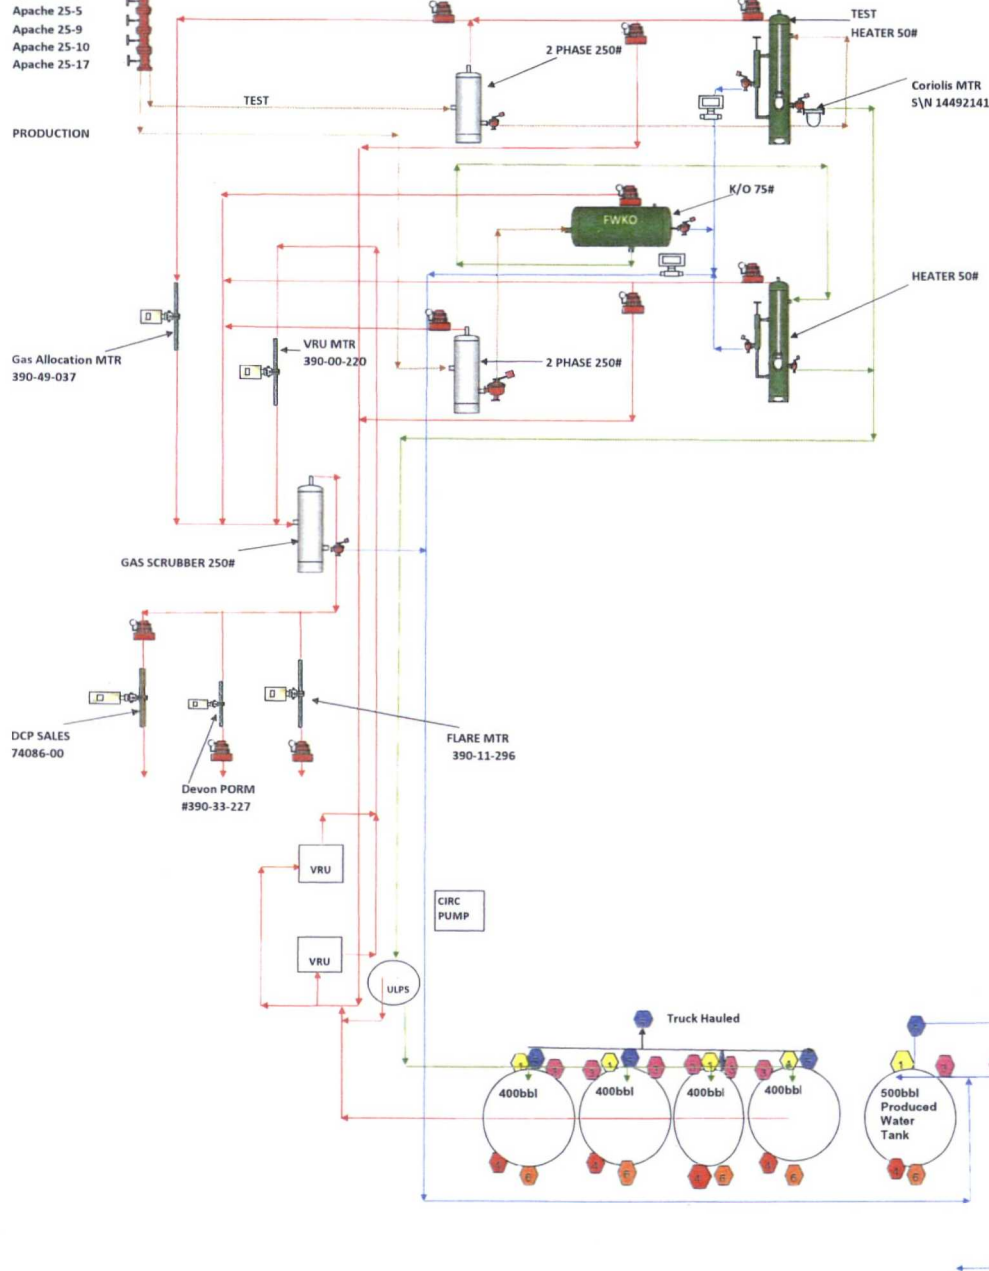 Apache 25-5
Apache 25-9
Apache 25-10
Apache 25-17
TEST
HEATER 50#
2 PHASE 250#
Coriolis MTR
S\N 14492141
TEST
PRODUCTION
K/O 75#
FWKO
HEATER 50#
Gas Allocation MTR
390-49-037
VRU MTR
390-00-220
2 PHASE 250#
GAS SCRUBBER 250#
DCP SALES
74086-00
FLARE MTR
390-11-296
Devon PORM
#390-33-227
VRU
CIRC
PUMP
VRU
ULPS
Truck Hauled
400bbl
400bbl
400bbl
400bbl
1
500bbl
Produced
Water
Tank
6
6